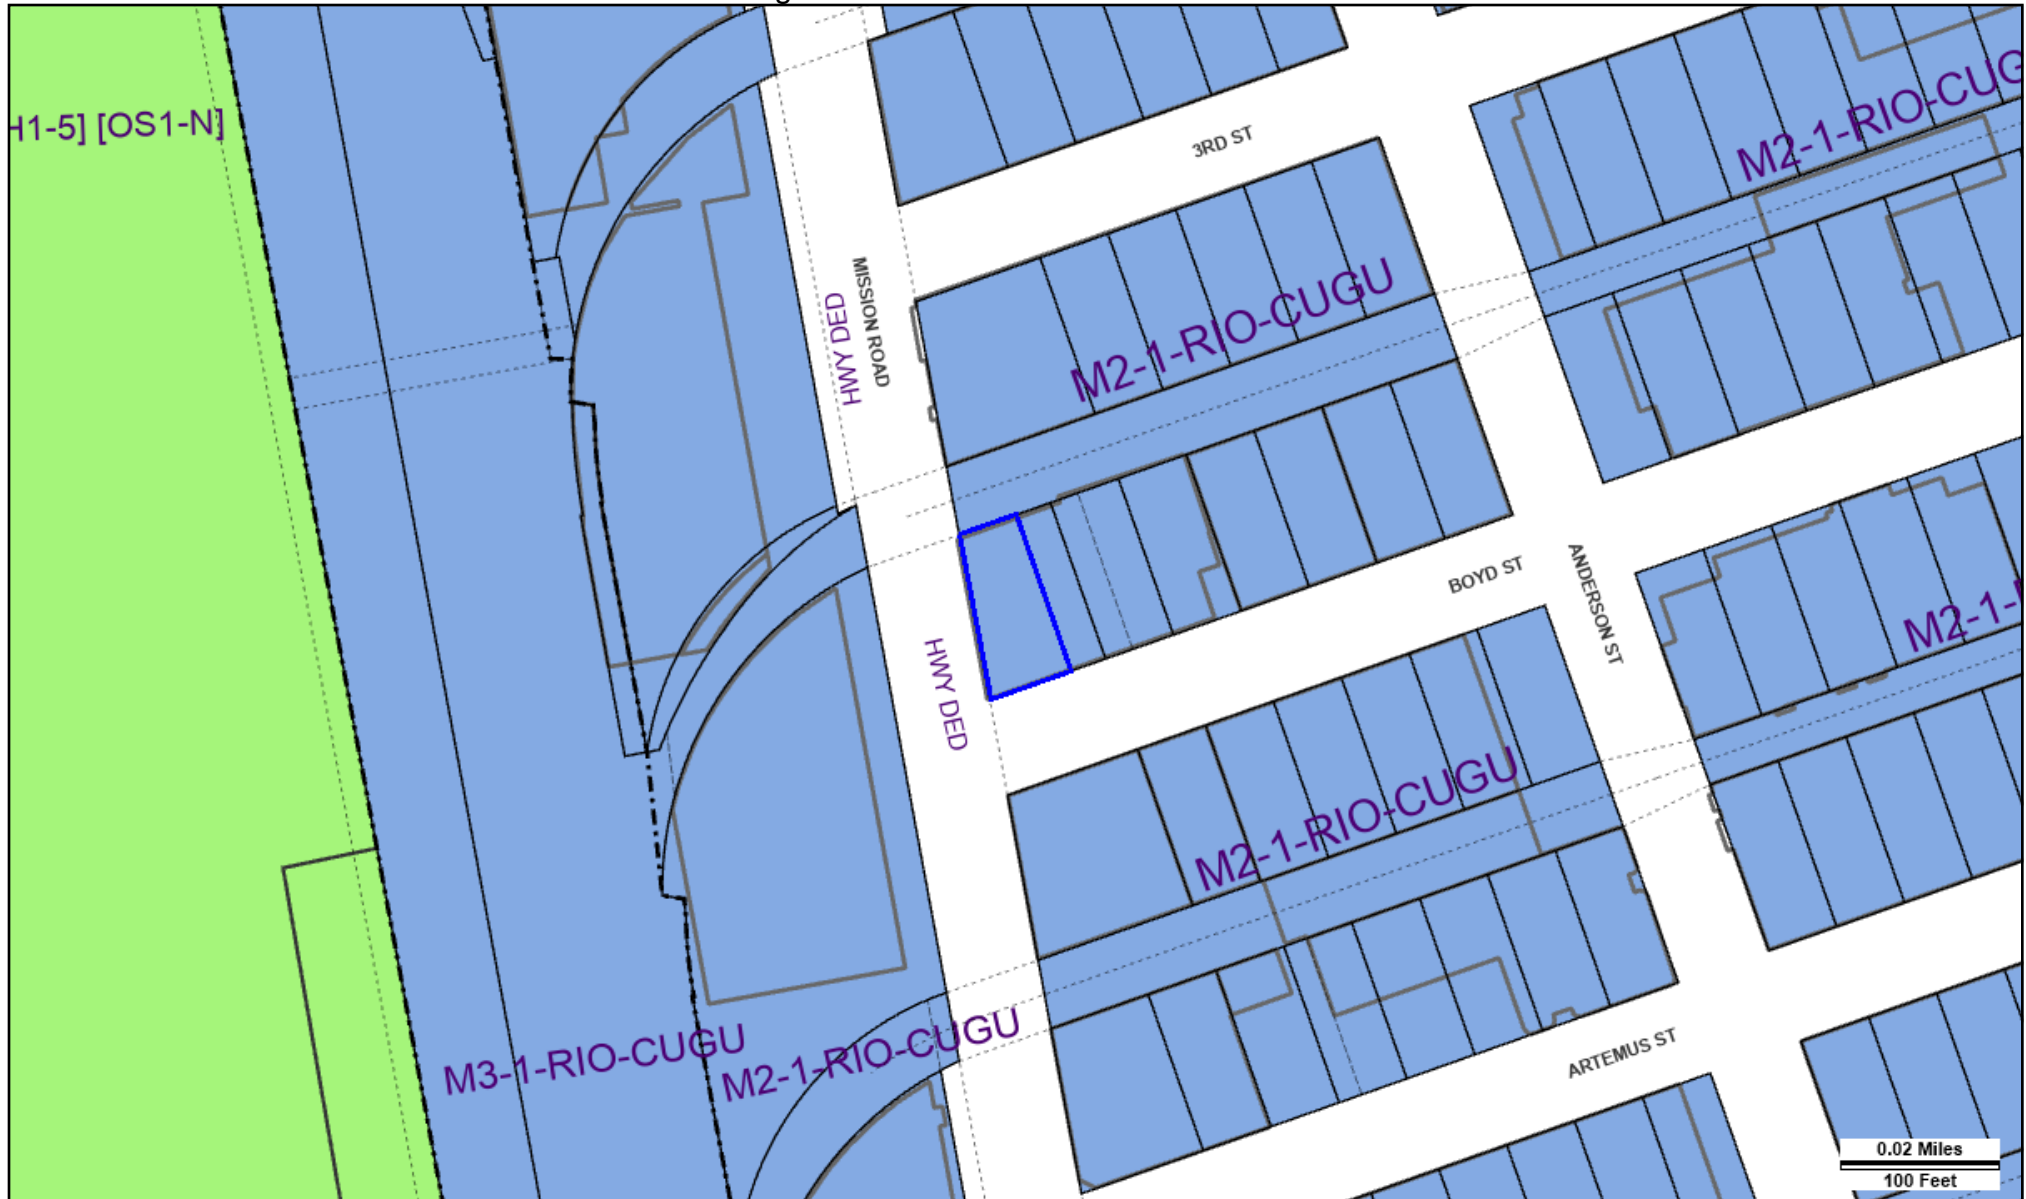 H1-5] [OS1-N]
3RD ST
M2-1-RIO-CUG
MISSION ROAD
HWY DED
M2-1-RIO-CUGU
BOYD ST
ANDERSON ST
M2-1-
HWY DED
M2-1-RIO-CUGU
M3-1-RIO-CUGU
M2-1-RIO-CUGU
ARTEMUS ST
0.02 Miles
100 Feet